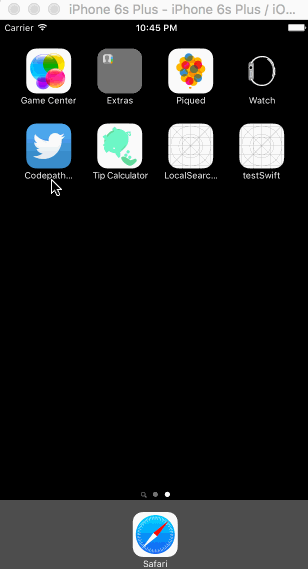 iPhone 6s Plus - iPhone 6s Plus / iO...
Carrier 10:45 PM
Game Center Extras Piqued Watch
Codepath... Tip Calculator LocalSearc... testSwift
Safari